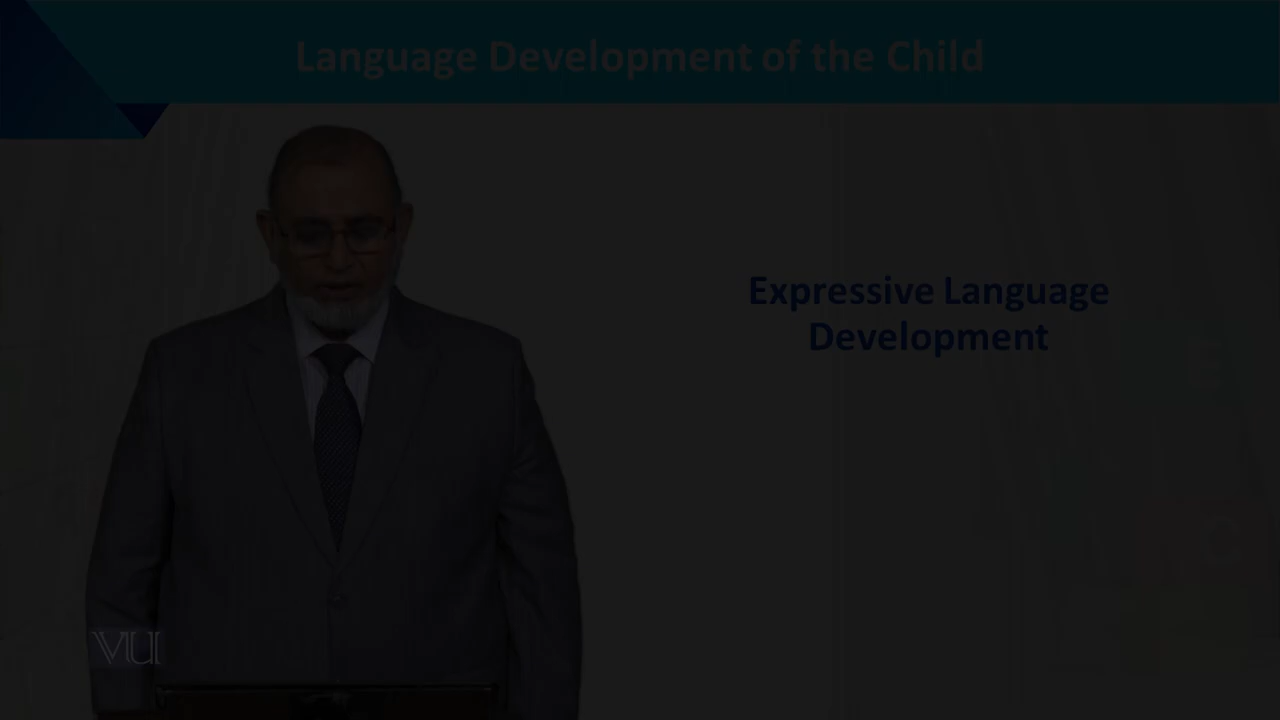 Language Development of the Child
Expressive Language
Development
E
C
VU